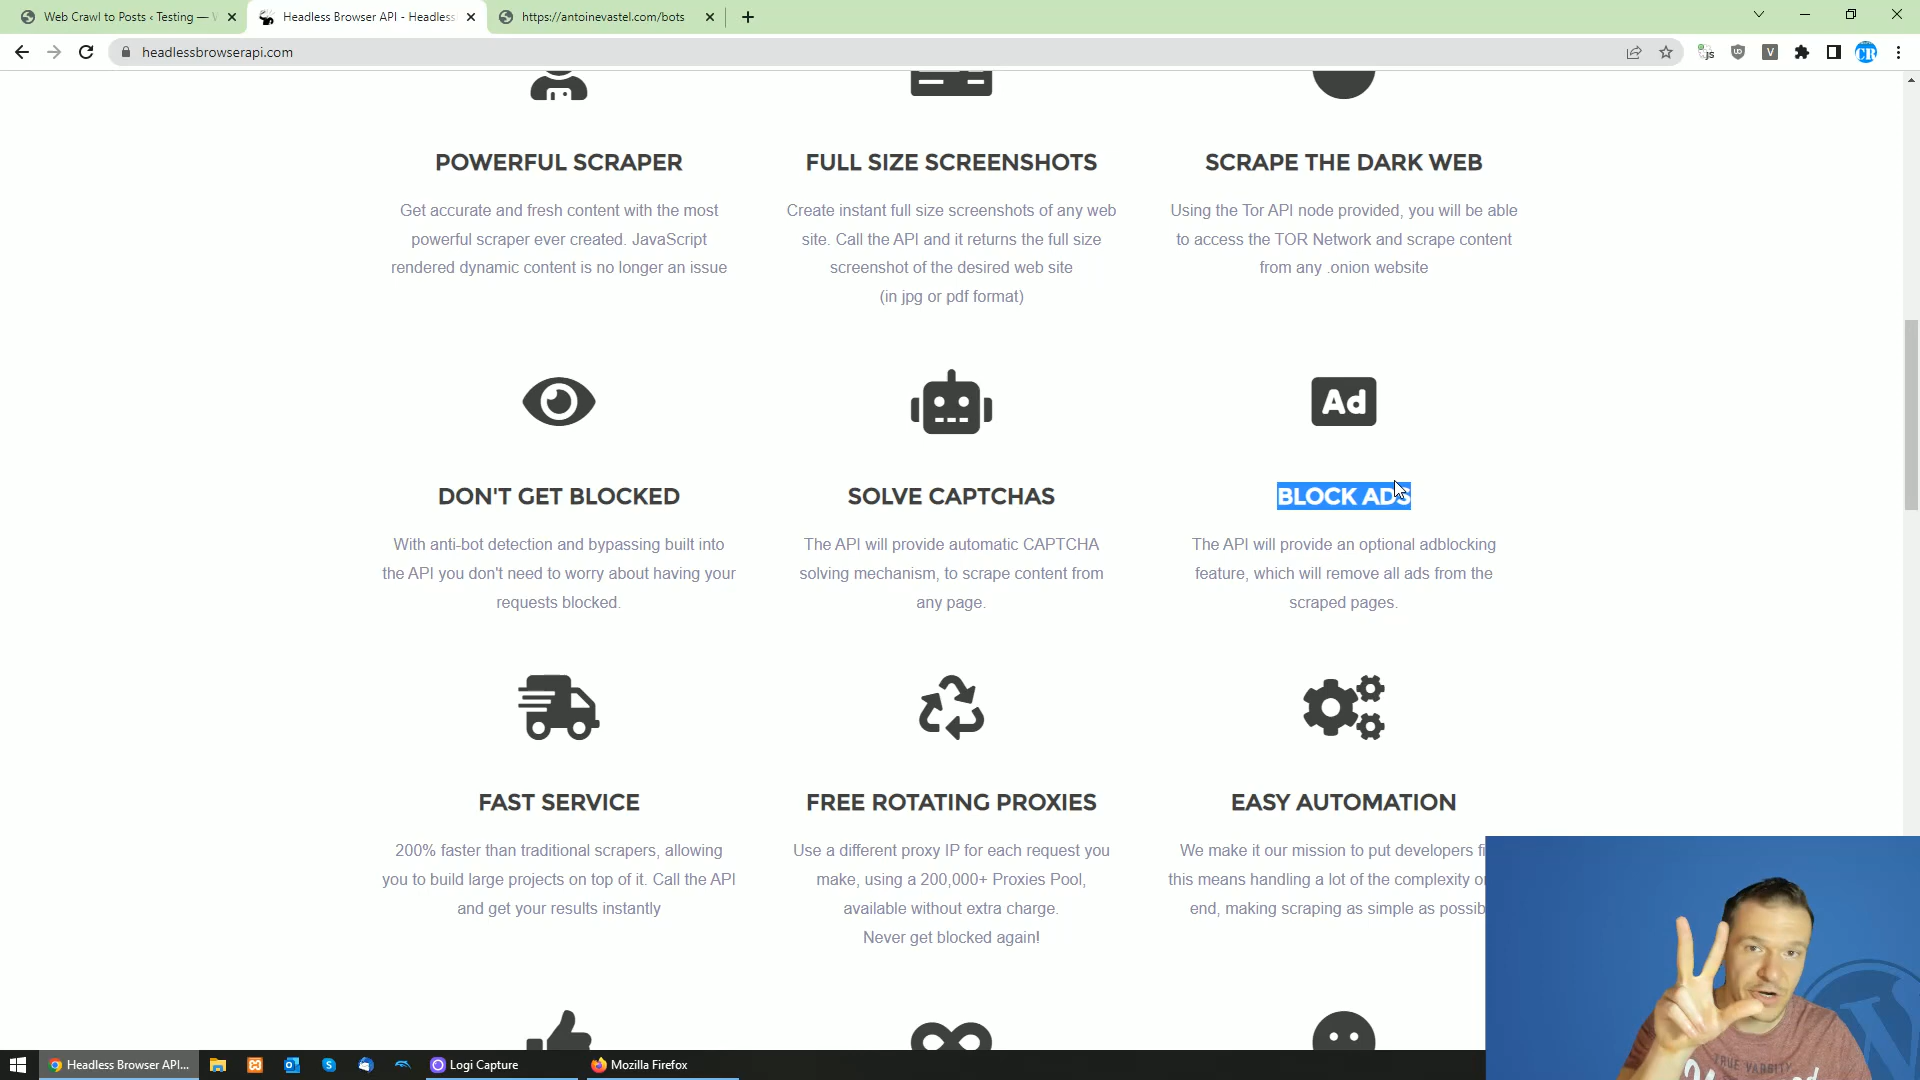 Web Crawl to Posts ‹ Testing —
Headless Browser API - Headless
https://antoinevastel.com/bots
headlessbrowserapi.com
JS
V
CR
POWERFUL SCRAPER
Get accurate and fresh content with the most
powerful scraper ever created. JavaScript
rendered dynamic content is no longer an issue
FULL SIZE SCREENSHOTS
Create instant full size screenshots of any web
site. Call the API and it returns the full size
screenshot of the desired web site
(in jpg or pdf format)
SCRAPE THE DARK WEB
Using the Tor API node provided, you will be able
to access the TOR Network and scrape content
from any .onion website
Ad
DON'T GET BLOCKED
With anti-bot detection and bypassing built into
the API you don't need to worry about having your
requests blocked.
SOLVE CAPTCHAS
The API will provide automatic CAPTCHA
solving mechanism, to scrape content from
any page.
BLOCK ADS
The API will provide an optional adblocking
feature, which will remove all ads from the
scraped pages.
FAST SERVICE
200% faster than traditional scrapers, allowing
you to build large projects on top of it. Call the API
and get your results instantly
FREE ROTATING PROXIES
Use a different proxy IP for each request you
make, using a 200,000+ Proxies Pool,
available without extra charge.
Never get blocked again!
EASY AUTOMATION
We make it our mission to put developers fi
this means handling a lot of the complexity o
end, making scraping as simple as possib
TRUE VARSITY
Headless Browser API...
Logi Capture
Mozilla Firefox